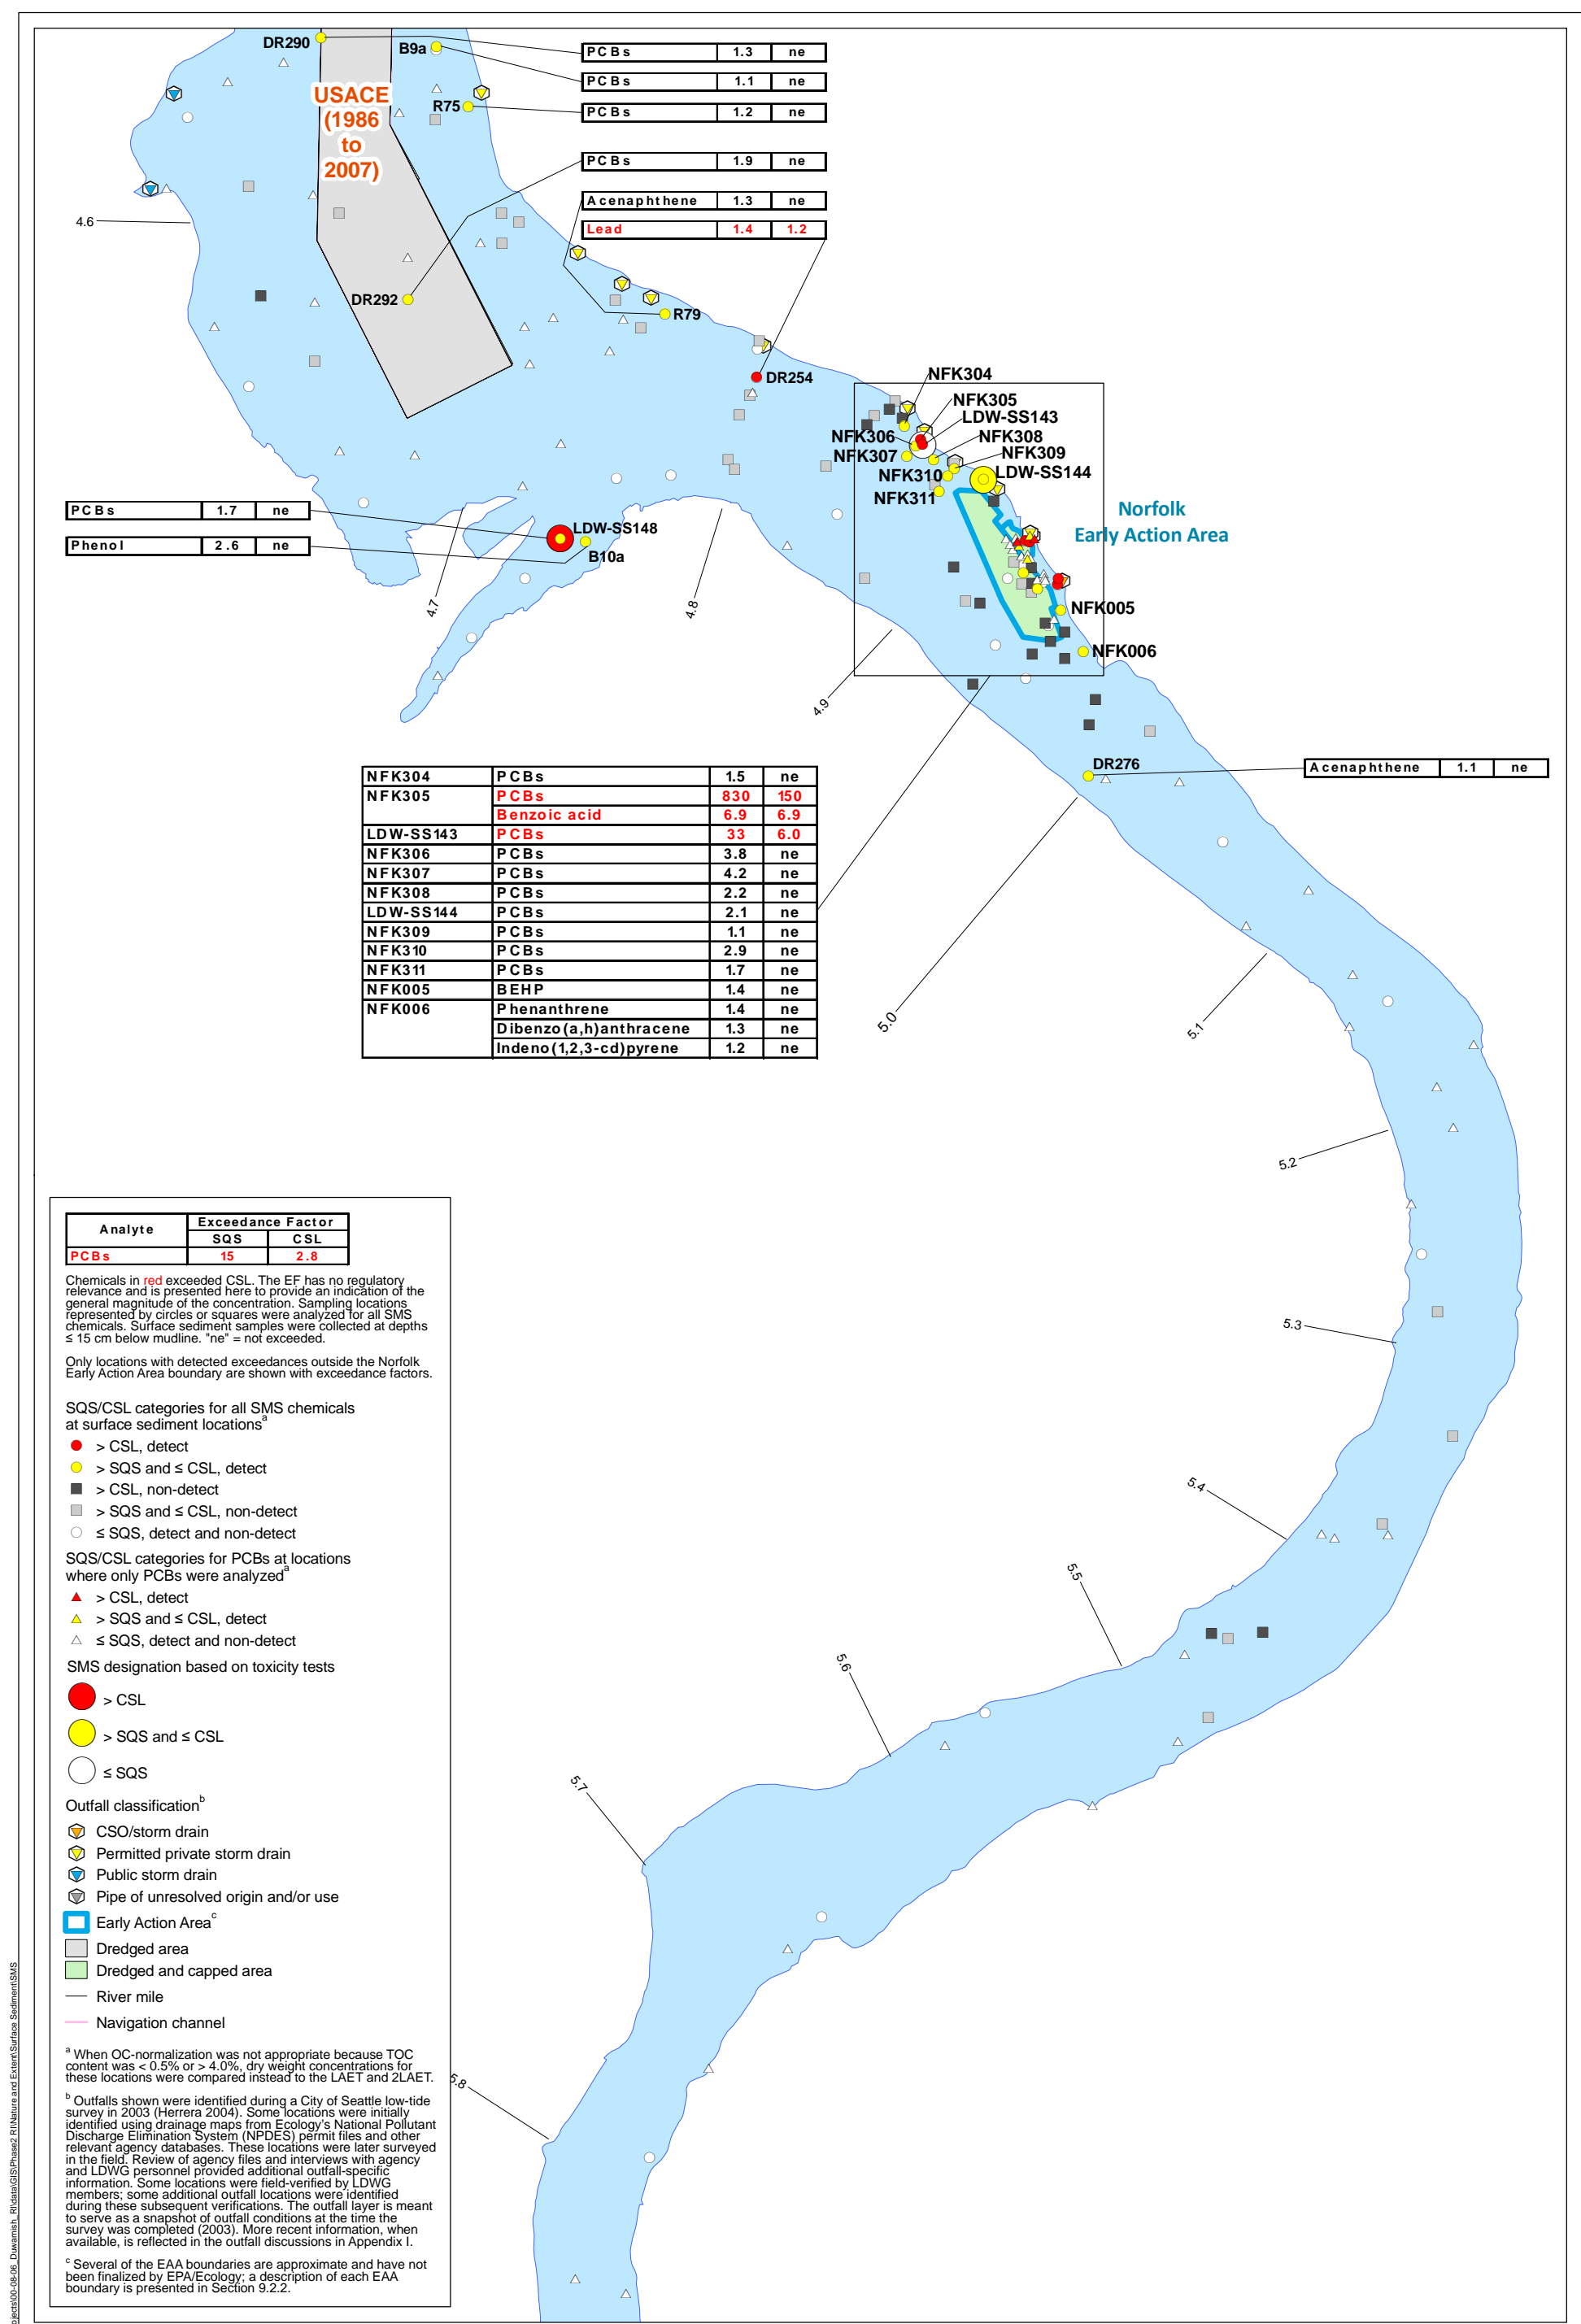 DR290
B9a
PCBs 1.3 ne
PCBs 1.1 ne
R75
PCBs 1.2 ne
USACE
(1986
to
2007)
PCBs 1.9 ne
Acenaphthene 1.3 ne
Lead 1.4 1.2
4.6
DR292
R79
DR254
NFK304
NFK305
LDW-SS143
NFK306
NFK308
NFK307
NFK309
NFK310
LDW-SS144
NFK311
Norfolk
Early Action Area
PCBs 1.7 ne
LDW-SS148
Phenol 2.6 ne
B10a
4.7
4.8
NFK005
NFK006
4.9
DR276
Acenaphthene 1.1 ne
NFK304 PCBs 1.5 ne
NFK305 PCBs 830 150
Benzoic acid 6.9 6.9
LDW-SS143 PCBs 33 6.0
NFK306 PCBs 3.8 ne
NFK307 PCBs 4.2 ne
NFK308 PCBs 2.2 ne
LDW-SS144 PCBs 2.1 ne
NFK309 PCBs 1.1 ne
NFK310 PCBs 2.9 ne
NFK311 PCBs 1.7 ne
NFK005 BEHP 1.4 ne
NFK006 Phenanthrene 1.4 ne
Dibenzo(a,h)anthracene 1.3 ne
Indeno(1,2,3-cd)pyrene 1.2 ne
5.0
5.1
5.2
5.3
5.4
5.5
5.6
5.7
5.8
Analyte Exceedance Factor
SQS CSL
PCBs 15 2.8
Chemicals in red exceeded CSL. The EF has no regulatory
relevance and is presented here to provide an indication of the
general magnitude of the concentration. Sampling locations
represented by circles or squares were analyzed for all SMS
chemicals. Surface sediment samples were collected at depths
≤ 15 cm below mudline. "ne" = not exceeded.
Only locations with detected exceedances outside the Norfolk
Early Action Area boundary are shown with exceedance factors.
SQS/CSL categories for all SMS chemicals
at surface sediment locations a
> CSL, detect
> SQS and ≤ CSL, detect
> CSL, non-detect
> SQS and ≤ CSL, non-detect
≤ SQS, detect and non-detect
SQS/CSL categories for PCBs at locations
where only PCBs were analyzed a
> CSL, detect
> SQS and ≤ CSL, detect
≤ SQS, detect and non-detect
SMS designation based on toxicity tests
> CSL
> SQS and ≤ CSL
≤ SQS
Outfall classification b
CSO/storm drain
Permitted private storm drain
Public storm drain
Pipe of unresolved origin and/or use
Early Action Area c
Dredged area
Dredged and capped area
River mile
Navigation channel
a When OC-normalization was not appropriate because TOC
content was < 0.5% or > 4.0%, dry weight concentrations for
these locations were compared instead to the LAET and 2LAET.
b Outfalls shown were identified during a City of Seattle low-tide
survey in 2003 (Herrera 2004). Some locations were initially
identified using drainage maps from Ecology's National Pollutant
Discharge Elimination System (NPDES) permit files and other
relevant agency databases. These locations were later surveyed
in the field. Review of agency files and interviews with agency
and LDWG personnel provided additional outfall-specific
information. Some locations were field-verified by LDWG
members; some additional outfall locations were identified
during these subsequent verifications. The outfall layer is meant
to serve as a snapshot of outfall conditions at the time the
survey was completed (2003). More recent information, when
available, is reflected in the outfall discussions in Appendix I.
c Several of the EAA boundaries are approximate and have not
been finalized by EPA/Ecology; a description of each EAA
boundary is presented in Section 9.2.2.
ojects\00-08-06_Duwamish_RI\data\GIS\Phase2 RI\Nature and Extent\Surface Sediment\SMS